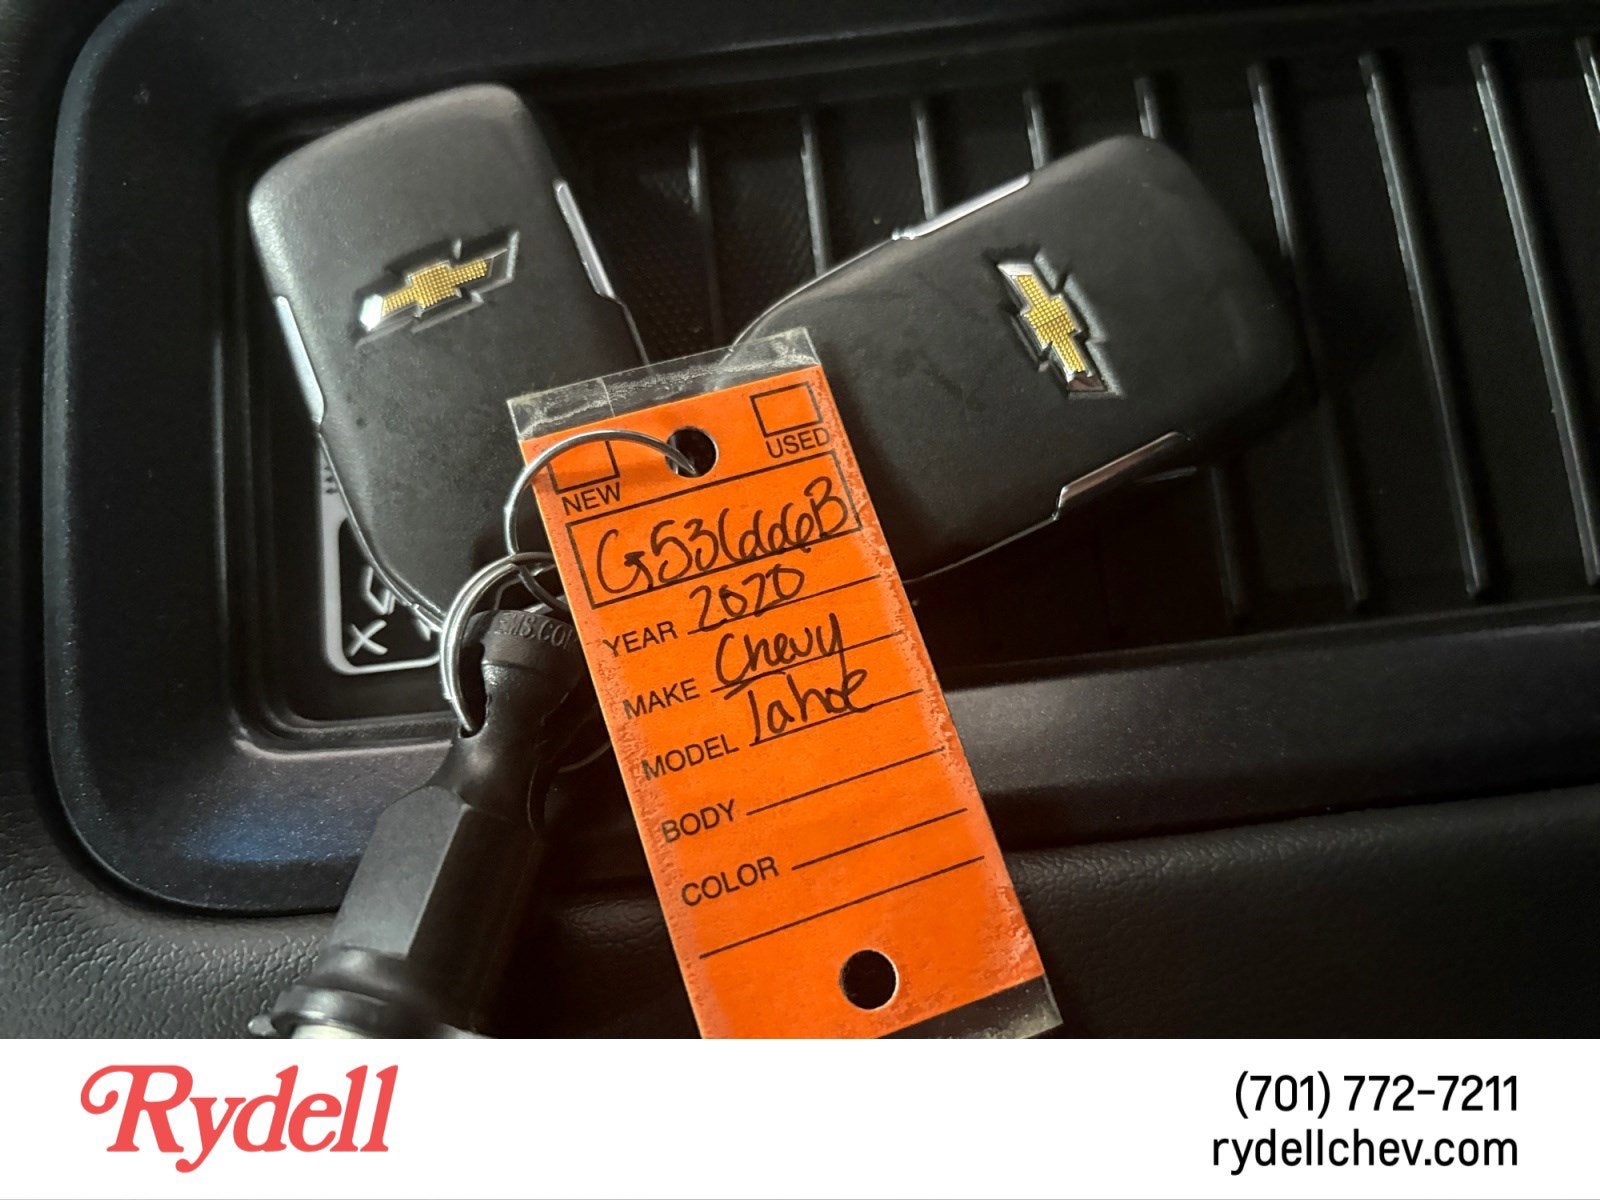 USED
NEW
G53666B
YEAR 2020
MAKE Chevy
MODEL Tahoe
BODY
COLOR
Rydell
(701) 772-7211
rydellchev.com